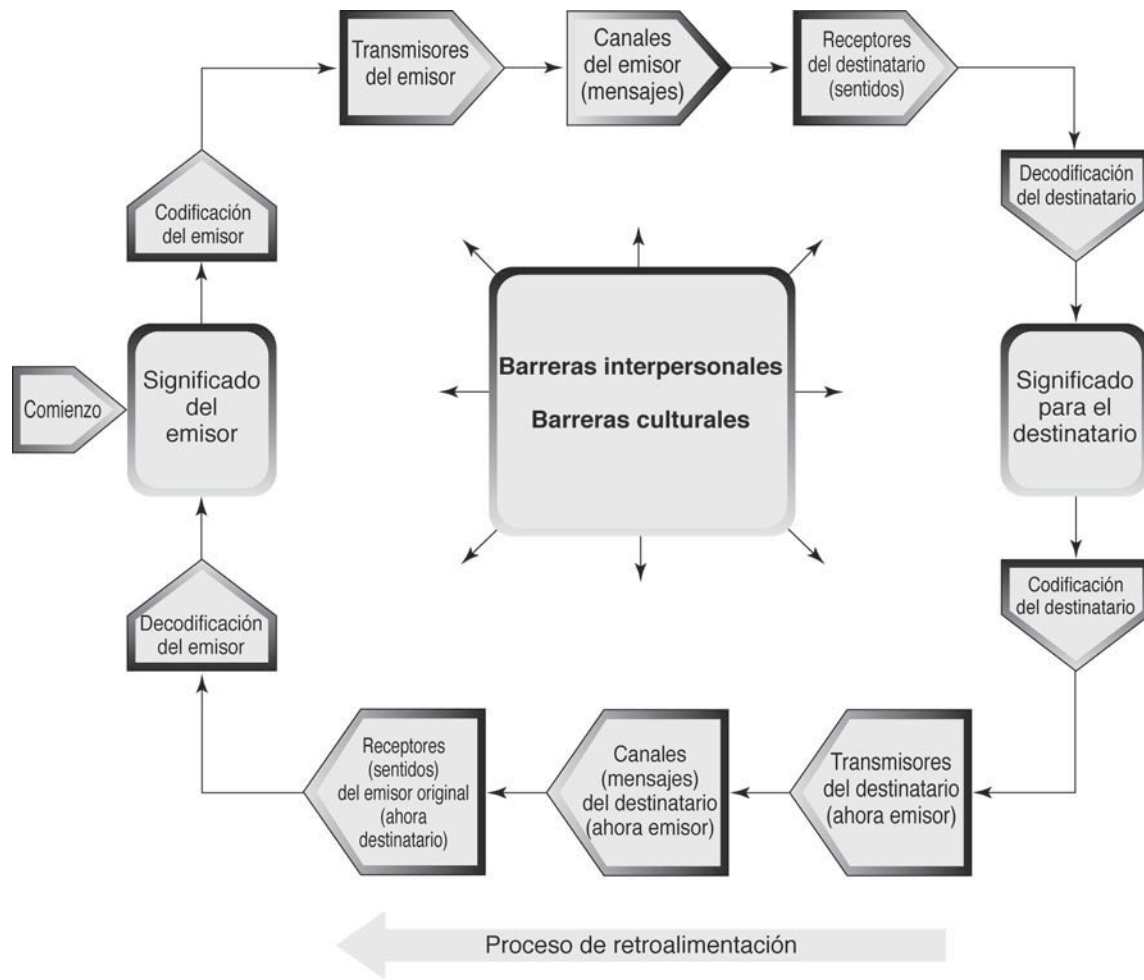 Transmisores
del emisor
Canales
del emisor
(mensajes)
Receptores
del destinatario
(sentidos)
Codificación
del emisor
Decodificación
del destinatario
Comienzo
Significado
del
emisor
Barreras interpersonales
Barreras culturales
Significado
para el
destinatario
Decodificación
del emisor
Codificación
del destinatario
Receptores
(sentidos)
del emisor original
(ahora
destinatario)
Canales
(mensajes)
del destinatario
(ahora emisor)
Transmisores
del destinatario
(ahora emisor)
Proceso de retroalimentación